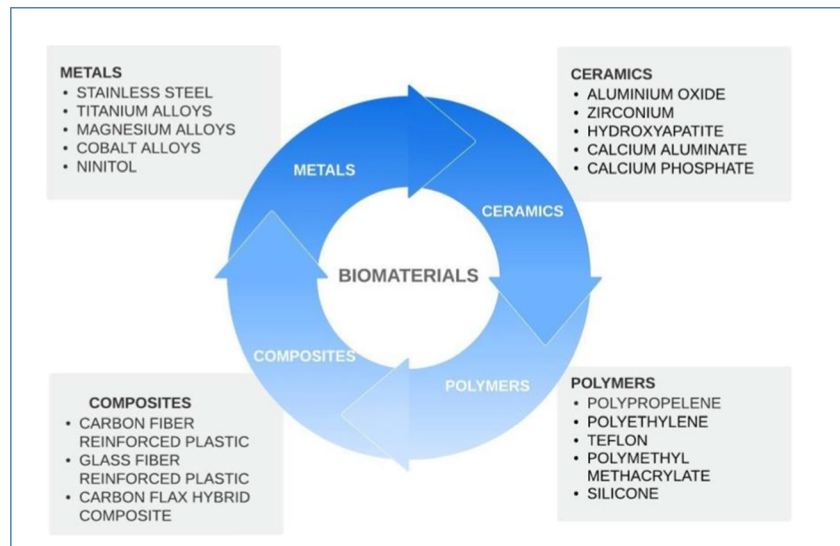 METALS
• STAINLESS STEEL
• TITANIUM ALLOYS
• MAGNESIUM ALLOYS
• COBALT ALLOYS
• NINITOL
CERAMICS
• ALUMINIUM OXIDE
• ZIRCONIUM
• HYDROXYAPATITE
• CALCIUM ALUMINATE
• CALCIUM PHOSPHATE
METALS
CERAMICS
BIOMATERIALS
COMPOSITES
POLYMERS
COMPOSITES
• CARBON FIBER
REINFORCED PLASTIC
• GLASS FIBER
REINFORCED PLASTIC
• CARBON FLAX HYBRID
COMPOSITE
POLYMERS
• POLYPROPELENE
• POLYETHYLENE
• TEFLON
• POLYMETHYL
METHACRYLATE
• SILICONE